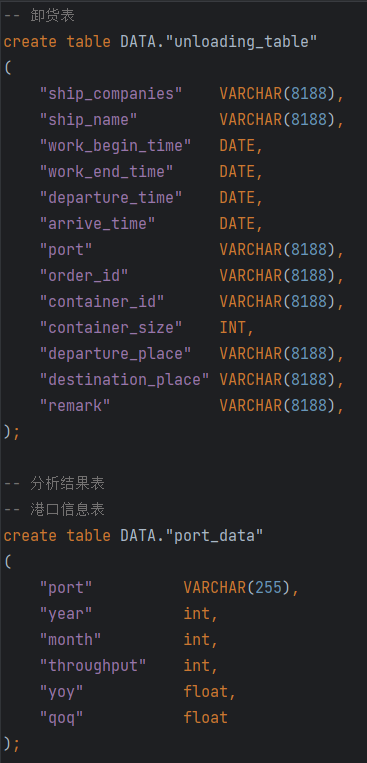 -- 卸货表
create table DATA."unloading_table"
(
    "ship_companies"    VARCHAR(8188),
    "ship_name"         VARCHAR(8188),
    "work_begin_time"   DATE,
    "work_end_time"     DATE,
    "departure_time"    DATE,
    "arrive_time"       DATE,
    "port"              VARCHAR(8188),
    "order_id"          VARCHAR(8188),
    "container_id"      VARCHAR(8188),
    "container_size"    INT,
    "departure_place"   VARCHAR(8188),
    "destination_place" VARCHAR(8188),
    "remark"            VARCHAR(8188),
);

-- 分析结果表
-- 港口信息表
create table DATA."port_data"
(
    "port"          VARCHAR(255),
    "year"          int,
    "month"         int,
    "throughput"    int,
    "yoy"           float,
    "qoq"           float
);